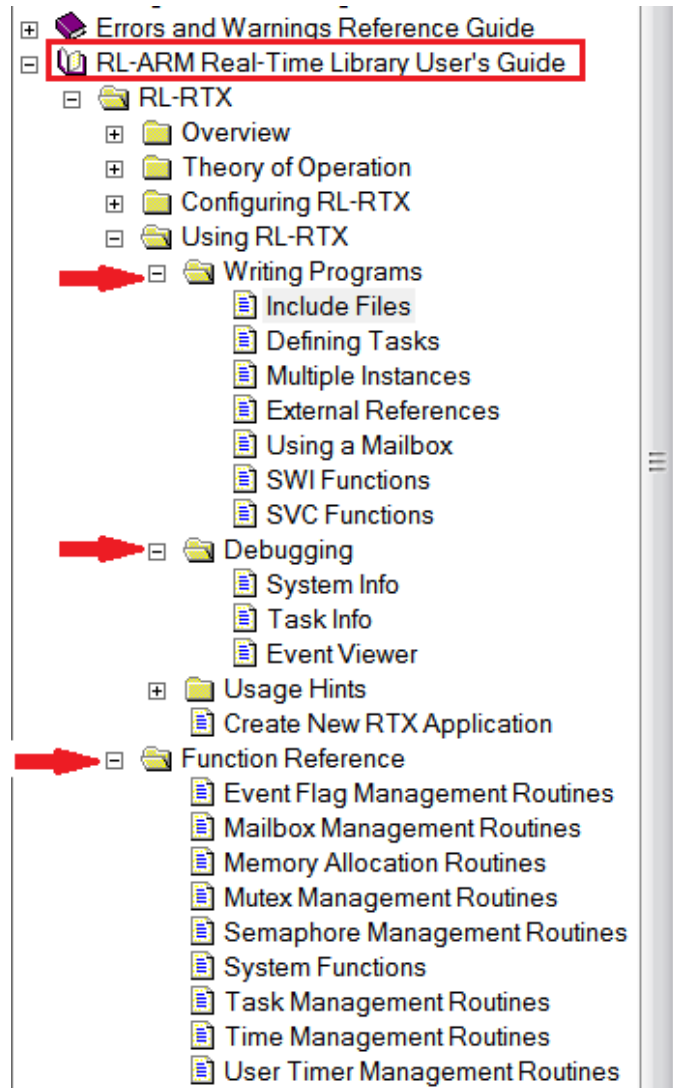 Errors and Warnings Reference Guide
RL-ARM Real-Time Library User's Guide
RL-RTX
Overview
Theory of Operation
Configuring RL-RTX
Using RL-RTX
Writing Programs
Include Files
Defining Tasks
Multiple Instances
External References
Using a Mailbox
SWI Functions
SVC Functions
Debugging
System Info
Task Info
Event Viewer
Usage Hints
Create New RTX Application
Function Reference
Event Flag Management Routines
Mailbox Management Routines
Memory Allocation Routines
Mutex Management Routines
Semaphore Management Routines
System Functions
Task Management Routines
Time Management Routines
User Timer Management Routines